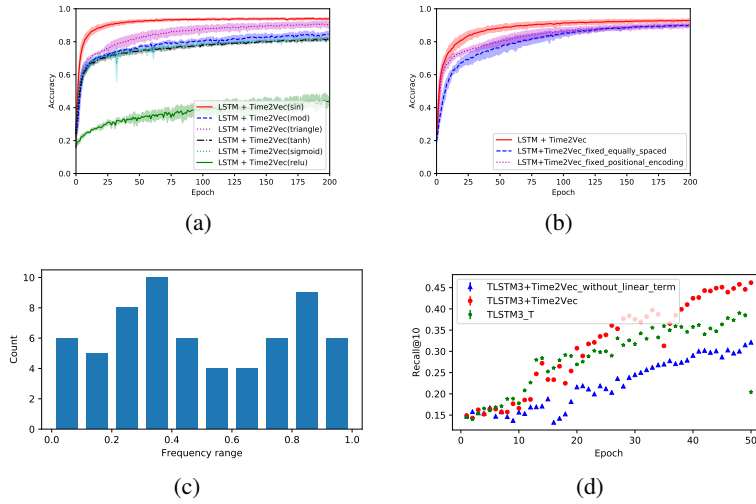 1.0
0.8
0.6
0.4
0.2
0.0
Accuracy
LSTM + Time2Vec(sin)
LSTM + Time2Vec(mod)
LSTM + Time2Vec(triangle)
LSTM + Time2Vec(tanh)
LSTM + Time2Vec(sigmoid)
LSTM + Time2Vec(relu)
0 25 50 75 100 125 150 175 200
Epoch
(a)
1.0
0.8
0.6
0.4
0.2
0.0
Accuracy
LSTM + Time2Vec
LSTM+Time2Vec_fixed_equally_spaced
LSTM+Time2Vec_fixed_positional_encoding
0 25 50 75 100 125 150 175 200
Epoch
(b)
10
8
6
4
2
0
Count
0.0 0.2 0.4 0.6 0.8 1.0
Frequency range
(c)
0.45
0.40
0.35
0.30
0.25
0.20
0.15
Recall@10
TLSTM3+Time2Vec_without_linear_term
TLSTM3+Time2Vec
TLSTM3_T
0 10 20 30 40 50
Epoch
(d)